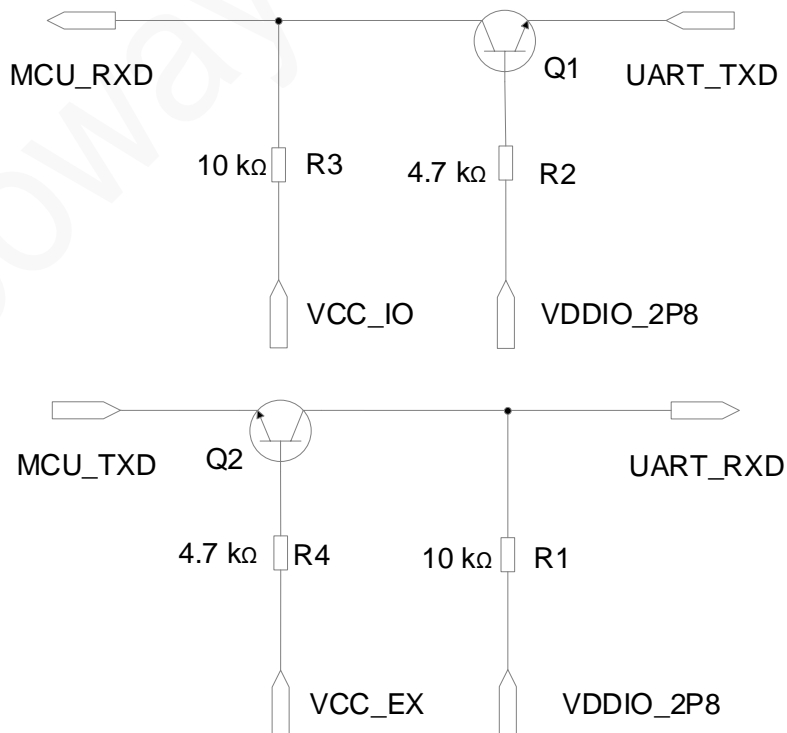 MCU_RXD
Q1
UART_TXD
10 kΩ
R3
4.7 kΩ
R2
VCC_IO
VDDIO_2P8
MCU_TXD
Q2
UART_RXD
4.7 kΩ
R4
10 kΩ
R1
VCC_EX
VDDIO_2P8